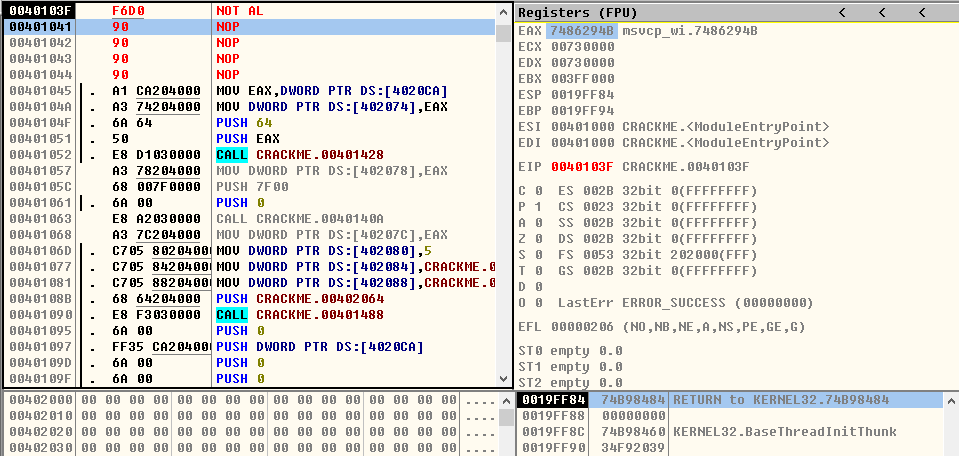 0040103F F6D0 NOT AL
00401041 90 NOP
00401042 90 NOP
00401043 90 NOP
00401044 90 NOP
00401045 . A1 CA204000 MOV EAX,DWORD PTR DS:[4020CA]
0040104A . A3 74204000 MOV DWORD PTR DS:[402074],EAX
0040104F . 6A 64 PUSH 64
00401051 . 50 PUSH EAX
00401052 . E8 D1030000 CALL CRACKME.00401428
00401057 A3 78204000 MOV DWORD PTR DS:[402078],EAX
0040105C 68 007F0000 PUSH 7F00
00401061 . 6A 00 PUSH 0
00401063 E8 A2030000 CALL CRACKME.0040140A
00401068 A3 7C204000 MOV DWORD PTR DS:[40207C],EAX
0040106D . C705 80204000 MOV DWORD PTR DS:[402080],5
00401077 . C705 84204000 MOV DWORD PTR DS:[402084],CRACKME.0
00401081 . C705 88204000 MOV DWORD PTR DS:[402088],CRACKME.0
0040108B . 68 64204000 PUSH CRACKME.00402064
00401090 . E8 F3030000 CALL CRACKME.00401488
00401095 . 6A 00 PUSH 0
00401097 . FF35 CA204000 PUSH DWORD PTR DS:[4020CA]
0040109D . 6A 00 PUSH 0
0040109F . 6A 00 PUSH 0
Registers (FPU) < < <
EAX 7486294B msvcp_wi.7486294B
ECX 00730000
EDX 00730000
EBX 003FF000
ESP 0019FF84
EBP 0019FF94
ESI 00401000 CRACKME.<ModuleEntryPoint>
EDI 00401000 CRACKME.<ModuleEntryPoint>
EIP 0040103F CRACKME.0040103F
C 0 ES 002B 32bit 0(FFFFFFFF)
P 1 CS 0023 32bit 0(FFFFFFFF)
A 0 SS 002B 32bit 0(FFFFFFFF)
Z 0 DS 002B 32bit 0(FFFFFFFF)
S 0 FS 0053 32bit 202000(FFF)
T 0 GS 002B 32bit 0(FFFFFFFF)
D 0
O 0 LastErr ERROR_SUCCESS (00000000)
EFL 00000206 (NO,NB,NE,A,NS,PE,GE,G)
ST0 empty 0.0
ST1 empty 0.0
ST2 empty 0.0
00402000 00 00 00 00 00 00 00 00 00 00 00 00 00 00 00 00 ....
00402010 00 00 00 00 00 00 00 00 00 00 00 00 00 00 00 00 ....
00402020 00 00 00 00 00 00 00 00 00 00 00 00 00 00 00 00 ....
00402030 00 00 00 00 00 00 00 00 00 00 00 00 00 00 00 00 ....
0019FF84 74B98484 RETURN to KERNEL32.74B98484
0019FF88 00000000
0019FF8C 74B98460 KERNEL32.BaseThreadInitThunk
0019FF90 34F92039